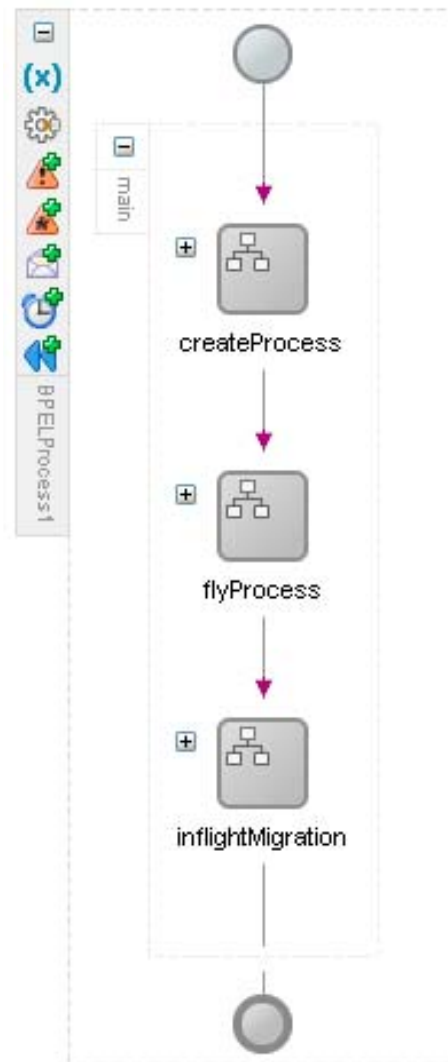 (x)
main
createProcess
BPELProcess1
flyProcess
inflightMigration